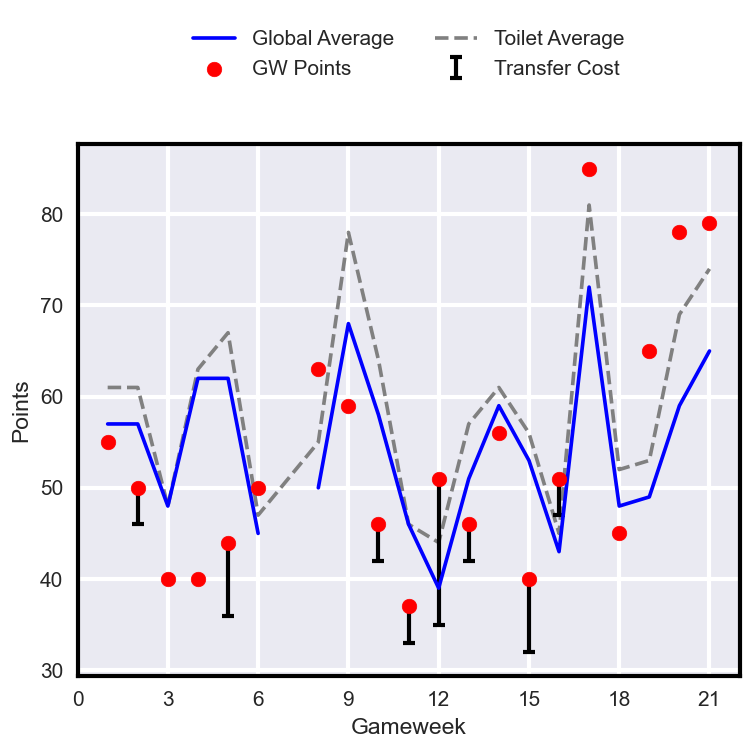 Global Average
Toilet Average
GW Points
Transfer Cost
80
70
60
50
40
30
Points
0 3 6 9 12 15 18 21
Gameweek